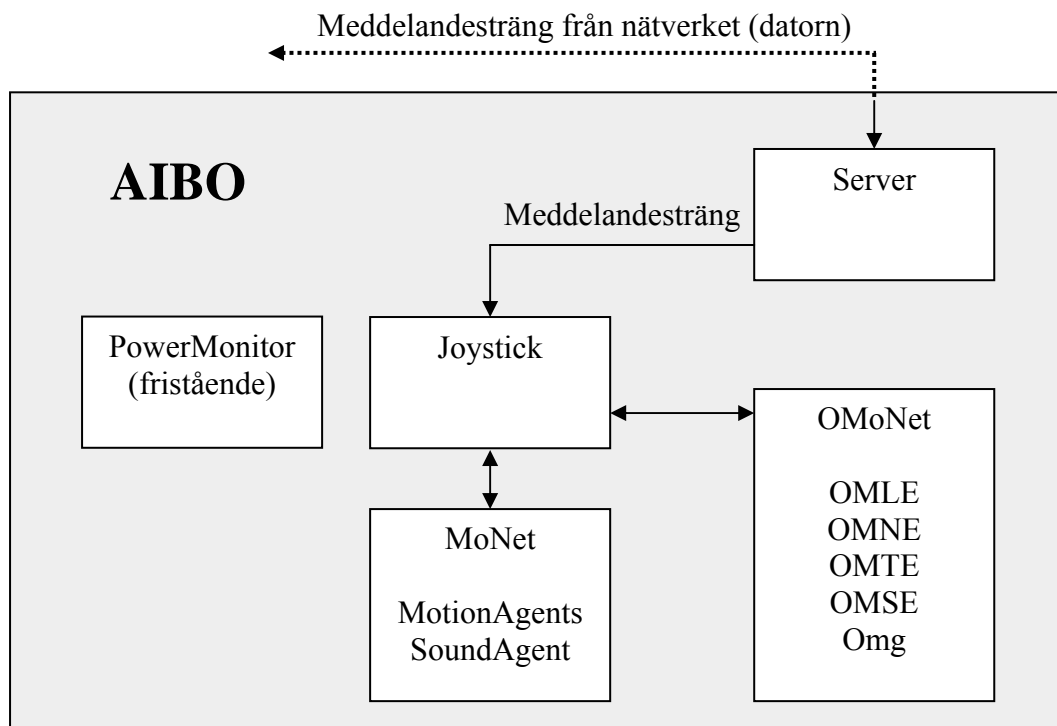 Meddelandesträng från nätverket (datorn)
AIBO
Server
Meddelandesträng
PowerMonitor
(fristående)
Joystick
OMoNet
OMLE
OMNE
OMTE
OMSE
Omg
MoNet
MotionAgents
SoundAgent